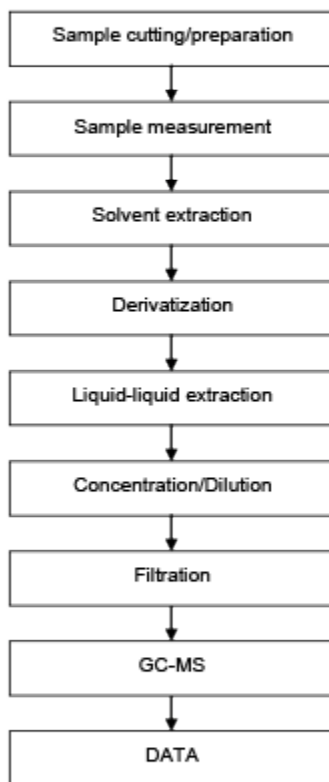 Sample cutting/preparation
Sample measurement
Solvent extraction
Derivatization
Liquid-liquid extraction
Concentration/Dilution
Filtration
GC-MS
DATA